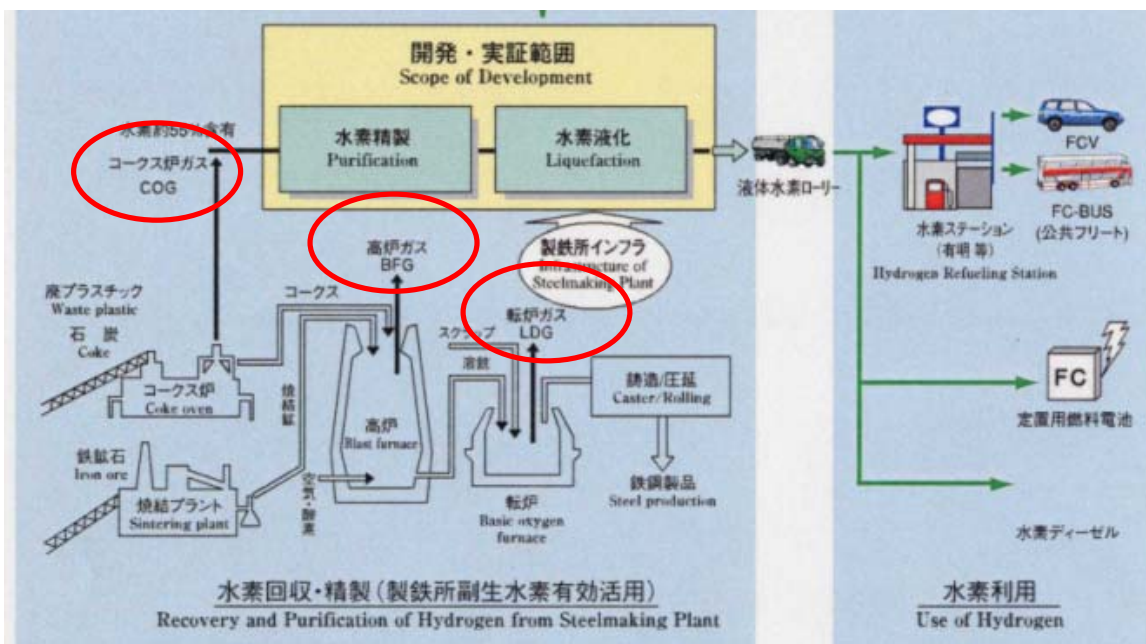 開発・実証範囲
Scope of Development
水素約55%含有
コークス炉ガス
COG
水素精製
Purification
水素液化
Liquefaction
液体水素ローリー
FCV
FC-BUS
(公共フリート)
水素ステーション
(有明 等)
Hydrogen Refueling Station
高炉ガス
BFG
製鉄所インフラ
Infrastructure of
Steelmaking Plant
転炉ガス
LDG
廃プラスチック
Waste plastic
石 炭
Coke
コークス
スクラップ
溶銑
コークス炉
Coke oven
焼結鉱
高炉
Blast furnace
鋳造/圧延
Caster/Rolling
FC
定置用燃料電池
鉄鉱石
Iron ore
焼結プラント
Sintering plant
空気・酸素
転炉
Basic oxygen
furnace
鉄鋼製品
Steel production
水素ディーゼル
水素回収・精製(製鉄所副生水素有効活用)
Recovery and Purification of Hydrogen from Steelmaking Plant
水素利用
Use of Hydrogen